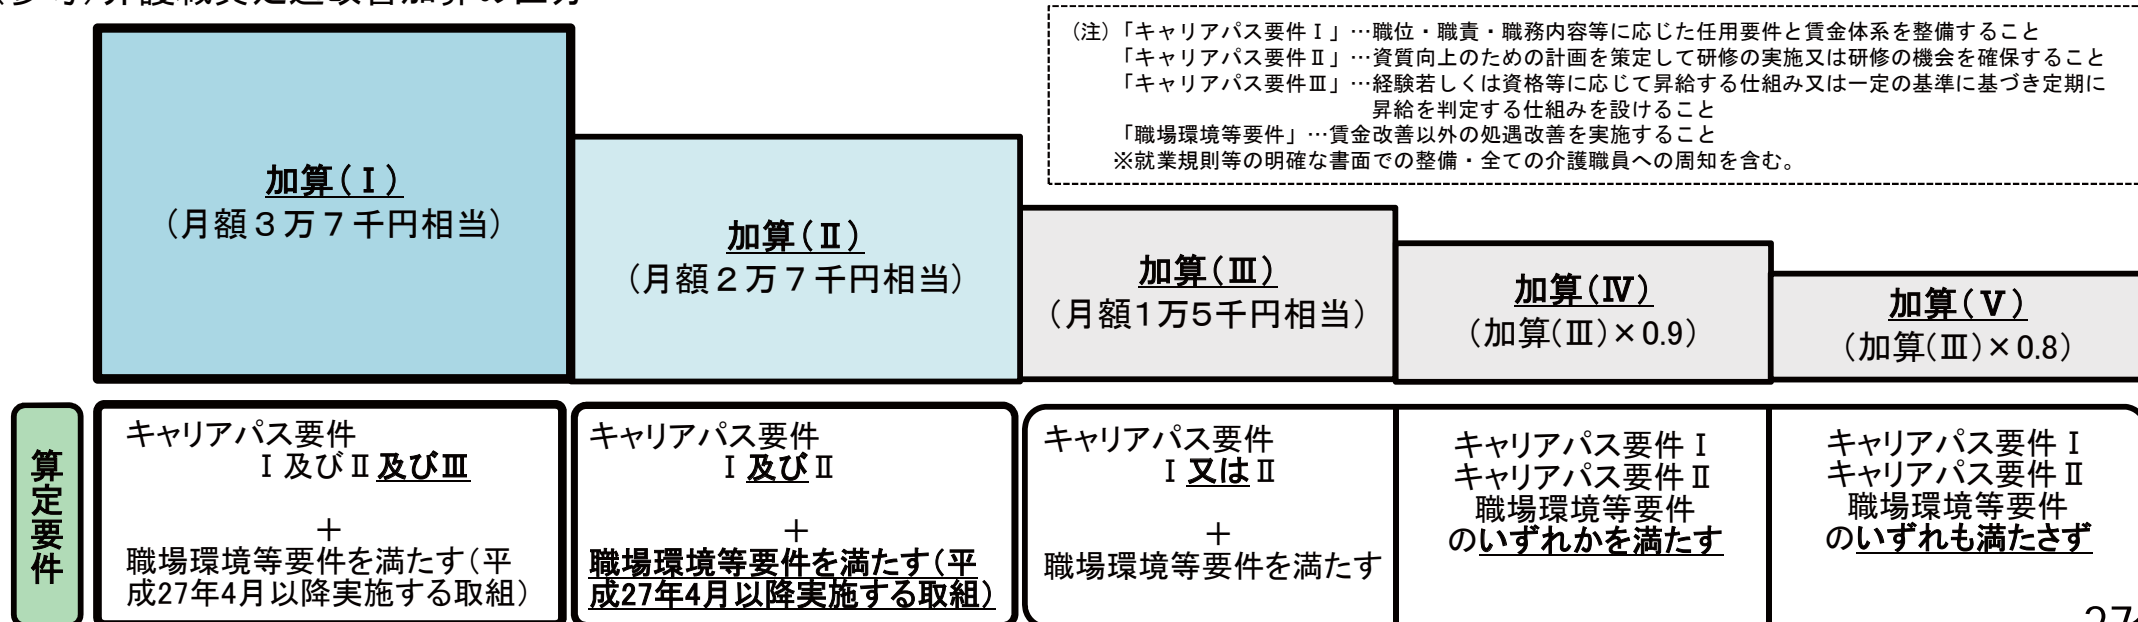 (参考)介護職員処遇改善加算の区分
(注)「キャリアパス要件Ⅰ」…職位・職責・職務内容等に応じた任用要件と賃金体系を整備すること
「キャリアパス要件Ⅱ」…資質向上のための計画を策定して研修の実施又は研修の機会を確保すること
「キャリアパス要件Ⅲ」…経験若しくは資格等に応じて昇給する仕組み又は一定の基準に基づき定期に
昇給を判定する仕組みを設けること
「職場環境等要件」…賃金改善以外の処遇改善を実施すること
※就業規則等の明確な書面での整備・全ての介護職員への周知を含む。
加算(Ⅰ)
(月額3万7千円相当)
加算(Ⅱ)
(月額2万7千円相当)
加算(Ⅲ)
(月額1万5千円相当)
加算(Ⅳ)
(加算(Ⅲ)×0.9)
加算(Ⅴ)
(加算(Ⅲ)×0.8)
算定要件
キャリアパス要件
Ⅰ及びⅡ及びⅢ
+
職場環境等要件を満たす(平
成27年4月以降実施する取組)
キャリアパス要件
Ⅰ及びⅡ
+
職場環境等要件を満たす(平
成27年4月以降実施する取組)
キャリアパス要件
Ⅰ又はⅡ
+
職場環境等要件を満たす
キャリアパス要件Ⅰ
キャリアパス要件Ⅱ
職場環境等要件
のいずれかを満たす
キャリアパス要件Ⅰ
キャリアパス要件Ⅱ
職場環境等要件
のいずれも満たさず